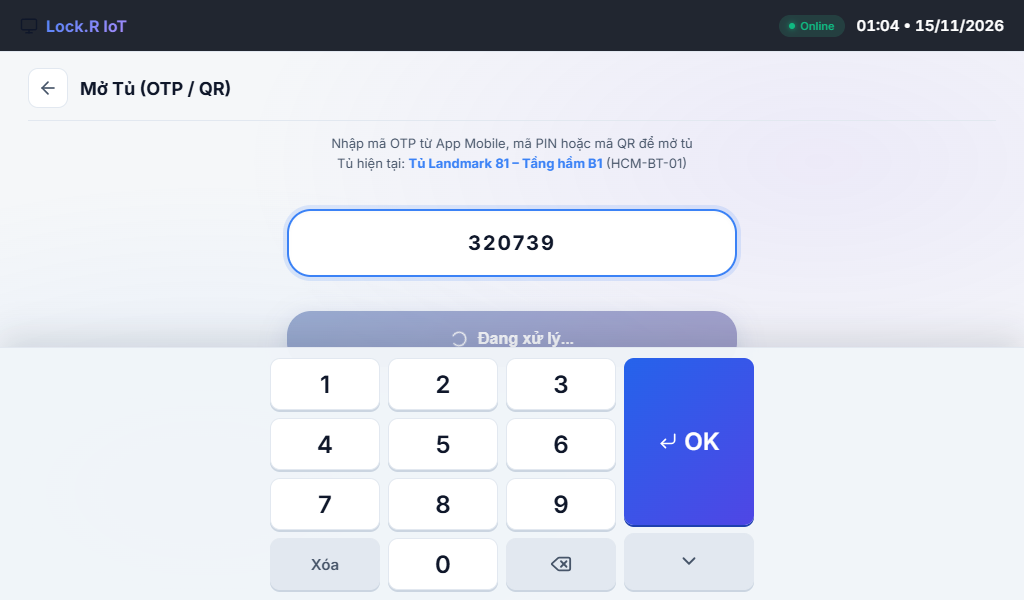 Lock.R IoT
Online
01:04 • 15/11/2026
Mở Tủ (OTP / QR)
Nhập mã OTP từ App Mobile, mã PIN hoặc mã QR để mở tủ
Tủ hiện tại: Tủ Landmark 81 – Tầng hầm B1 (HCM-BT-01)
320739
Đang xử lý...
1 2 3
OK
4 5 6
7 8 9
Xóa 0